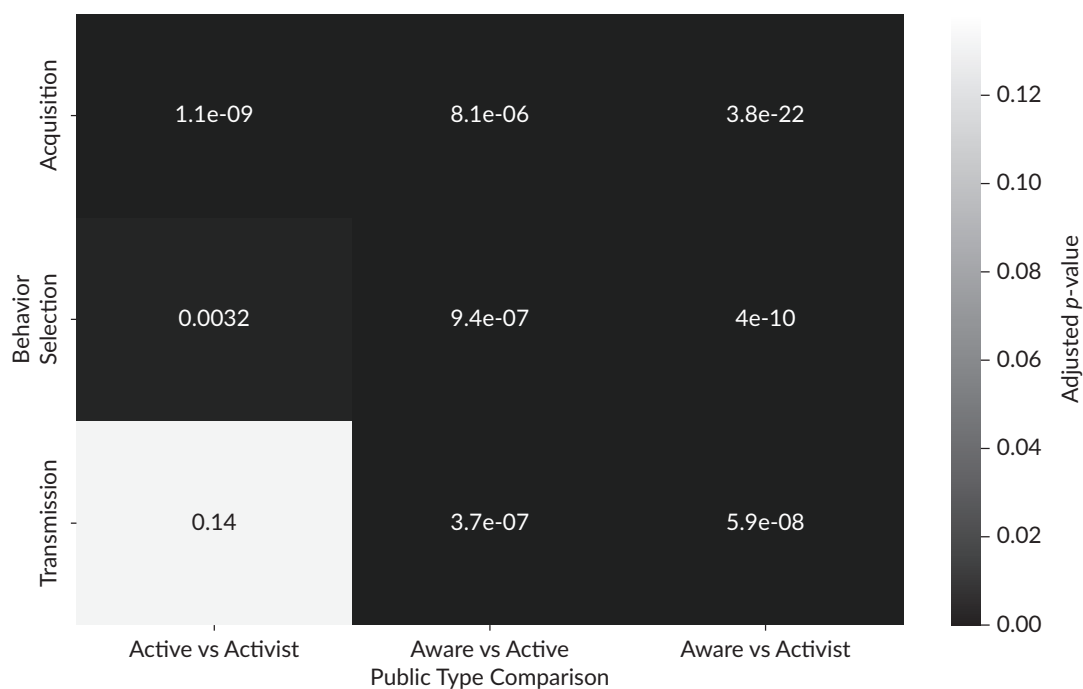 Acquisition
1.1e-09
8.1e-06
3.8e-22
Behavior
Selection
0.0032
9.4e-07
4e-10
Transmission
0.14
3.7e-07
5.9e-08
Active vs Activist
Aware vs Active
Aware vs Activist
Public Type Comparison
0.12
0.10
0.08
0.06
0.04
0.02
0.00
Adjusted p-value